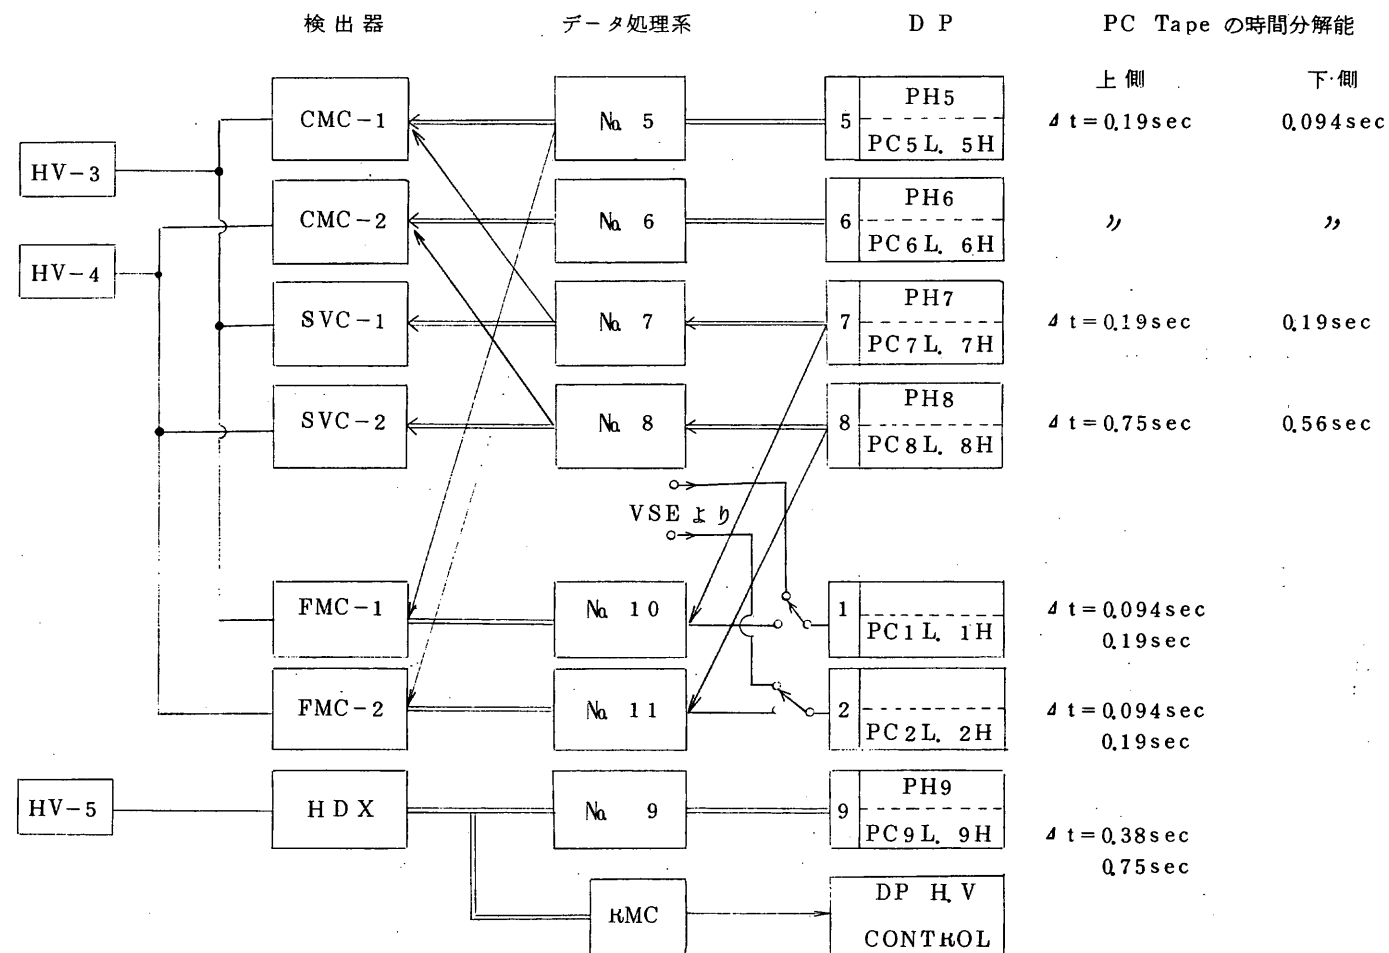 検出器 データ処理系 DP PC Tape の時間分解能
上側 下側
CMC-1 No. 5 5 PH5 Δt=0.19sec 0.094sec
PC5L. 5H
HV-3
CMC-2 No. 6 6 PH6 〃 〃
PC6L. 6H
HV-4
SVC-1 No. 7 7 PH7 Δt=0.19sec 0.19sec
PC7L. 7H
SVC-2 No. 8 8 PH8 Δt=0.75sec 0.56sec
PC8L. 8H
VSEより
FMC-1 No. 10 1 Δt=0.094sec
PC1L. 1H 0.19sec
FMC-2 No. 11 2 Δt=0.094sec
PC2L. 2H 0.19sec
HV-5 HDX No. 9 9 PH9
PC9L. 9H Δt=0.38sec
0.75sec
RMC DP H.V
CONTROL